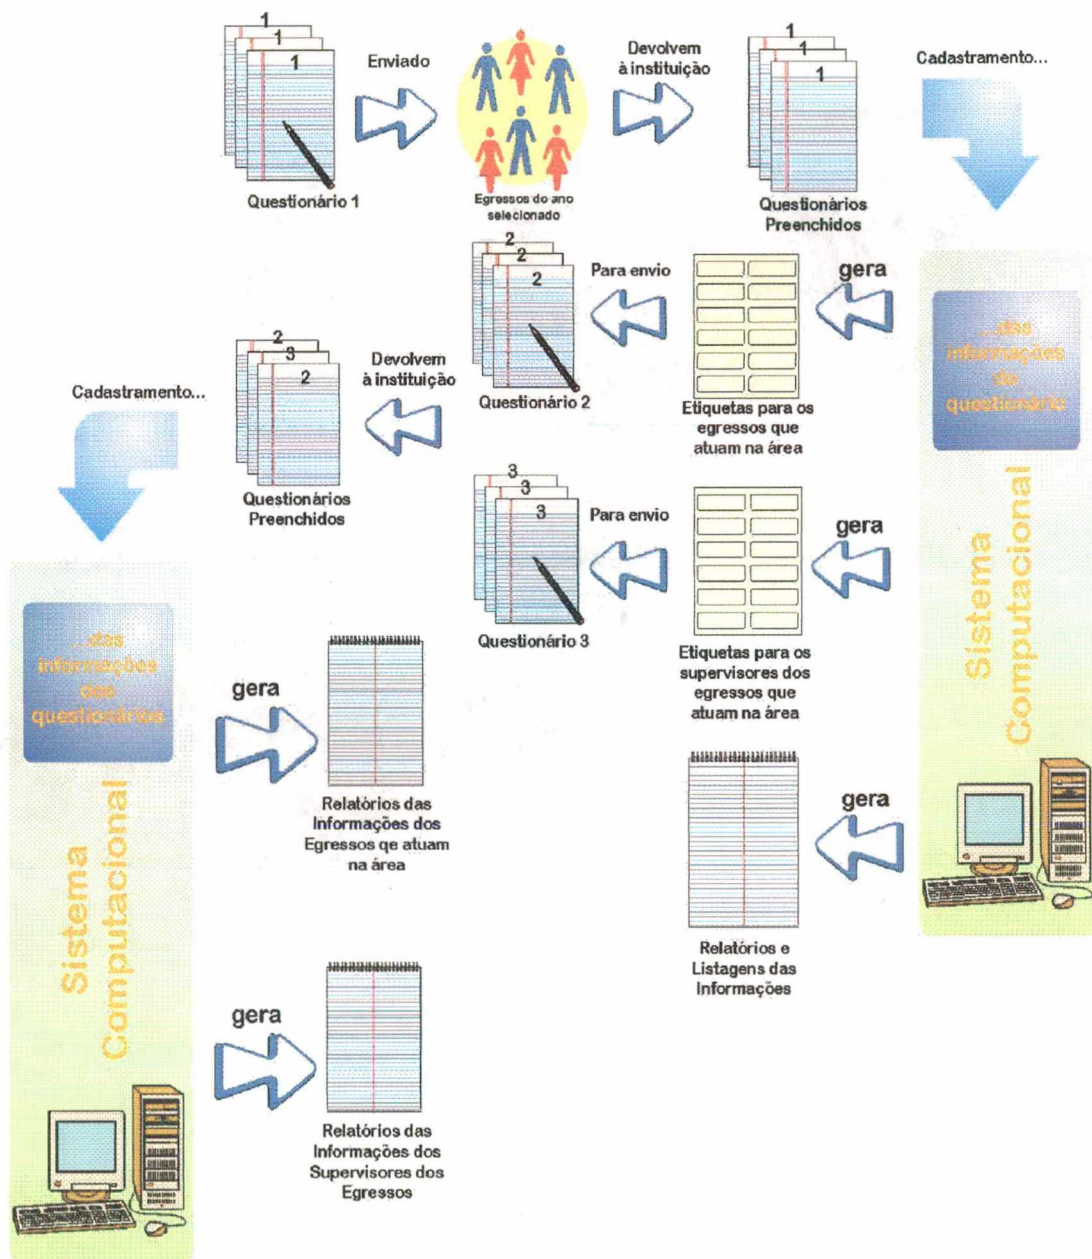 1
1
1
Questionário 1
Enviado
Egressos do ano
selecionado
Devolvem
à instituição
1
1
1
Questionários
Preenchidos
Cadastramento...
...das
informações
do
questionário
Sistema
Computacional
gera
Etiquetas para os
egressos que
atuam na área
Para envio
2
2
2
Questionário 2
gera
Etiquetas para os
supervisores dos
egressos que
atuam na área
Para envio
3
3
3
Questionário 3
gera
Relatórios e
Listagens das
Informações
Devolvem
à instituição
2
3
2
Questionários
Preenchidos
Cadastramento...
...das
informações
dos
questionários
Sistema
Computacional
gera
Relatórios das
Informações dos
Egressos qe atuam
na área
gera
Relatórios das
Informações dos
Supervisores dos
Egressos